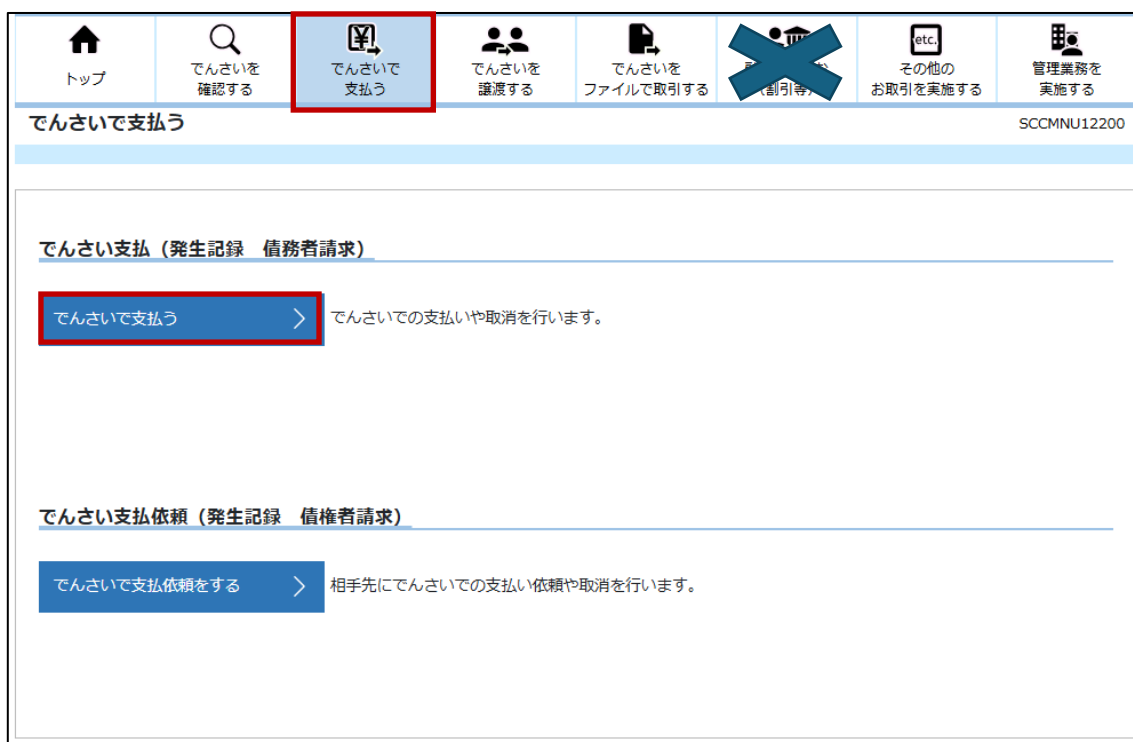 トップ
でんさいを
確認する
でんさいで
支払う
でんさいを
譲渡する
でんさいを
ファイルで取引する
(割引等)
etc.
その他の
お取引を実施する
管理業務を
実施する
でんさいで支払う
SCCMNU12200
でんさい支払(発生記録 債務者請求)
でんさいで支払う
でんさいでの支払いや取消を行います。
でんさい支払依頼(発生記録 債権者請求)
でんさいで支払依頼をする
相手先にでんさいでの支払い依頼や取消を行います。